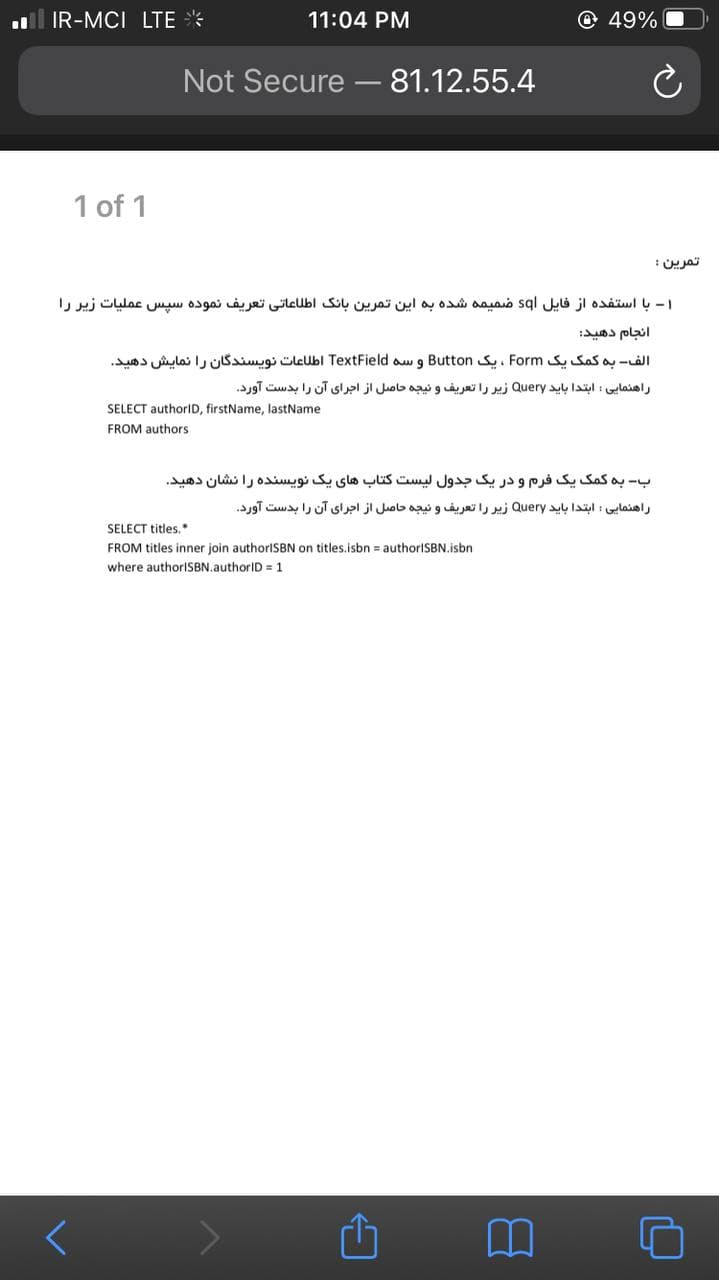 IR-MCI LTE 11:04 PM 49%
Not Secure — 81.12.55.4
1 of 1
تمرین :
۱- با استفده از فایل sql ضمیمه شده به این تمرین بانک اطلاعاتی تعریف نموده سپس عملیات زیر را
انجام دهید:
الف- به کمک یک Form ، یک Button و سه TextField اطلاعات نویسندگان را نمایش دهید.
راهنمایی : ابتدا باید Query زیر را تعریف و نیجه حاصل از اجرای آن را بدست آورد.
SELECT authorID, firstName, lastName
FROM authors
ب- به کمک یک فرم و در یک جدول لیست کتاب های یک نویسنده را نشان دهید.
راهنمایی : ابتدا باید Query زیر را تعریف و نیجه حاصل از اجرای آن را بدست آورد.
SELECT titles.*
FROM titles inner join authorISBN on titles.isbn = authorISBN.isbn
where authorISBN.authorID = 1